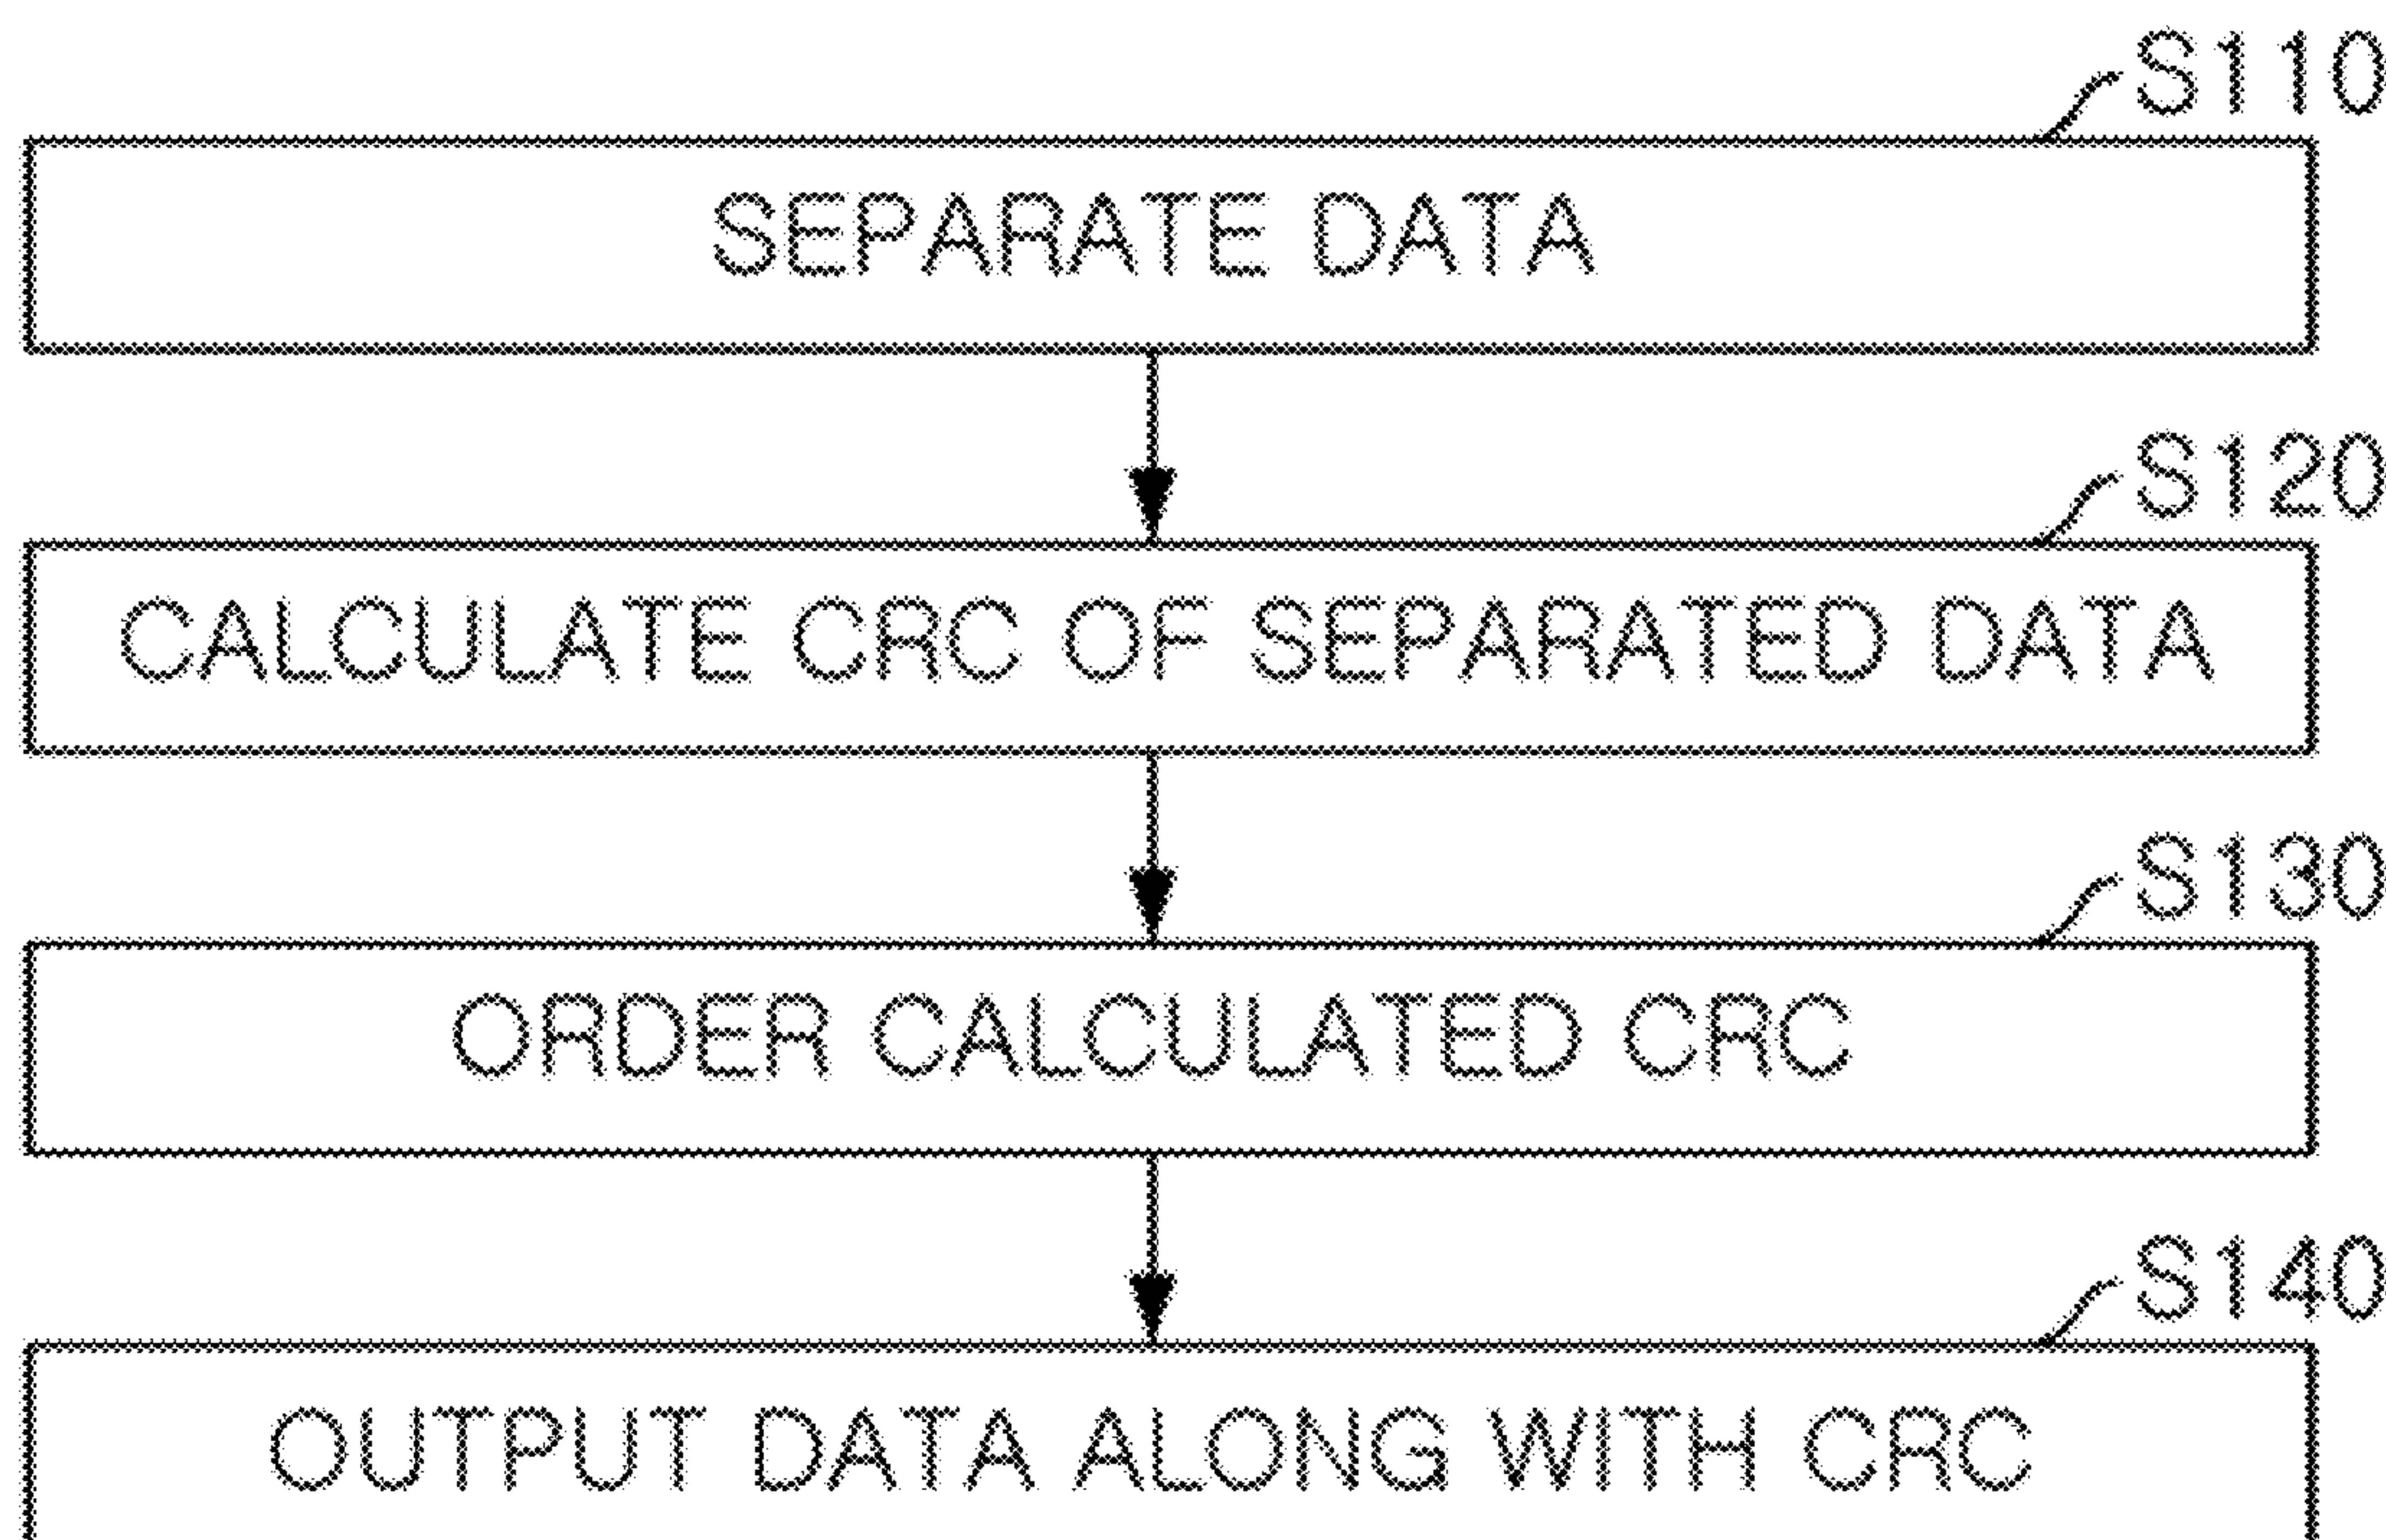 S110
SEPARATE DATA
S120
CALCULATE CRC OF SEPARATED DATA
S130
ORDER CALCULATED CRC
S140
OUTPUT DATA ALONG WITH CRC